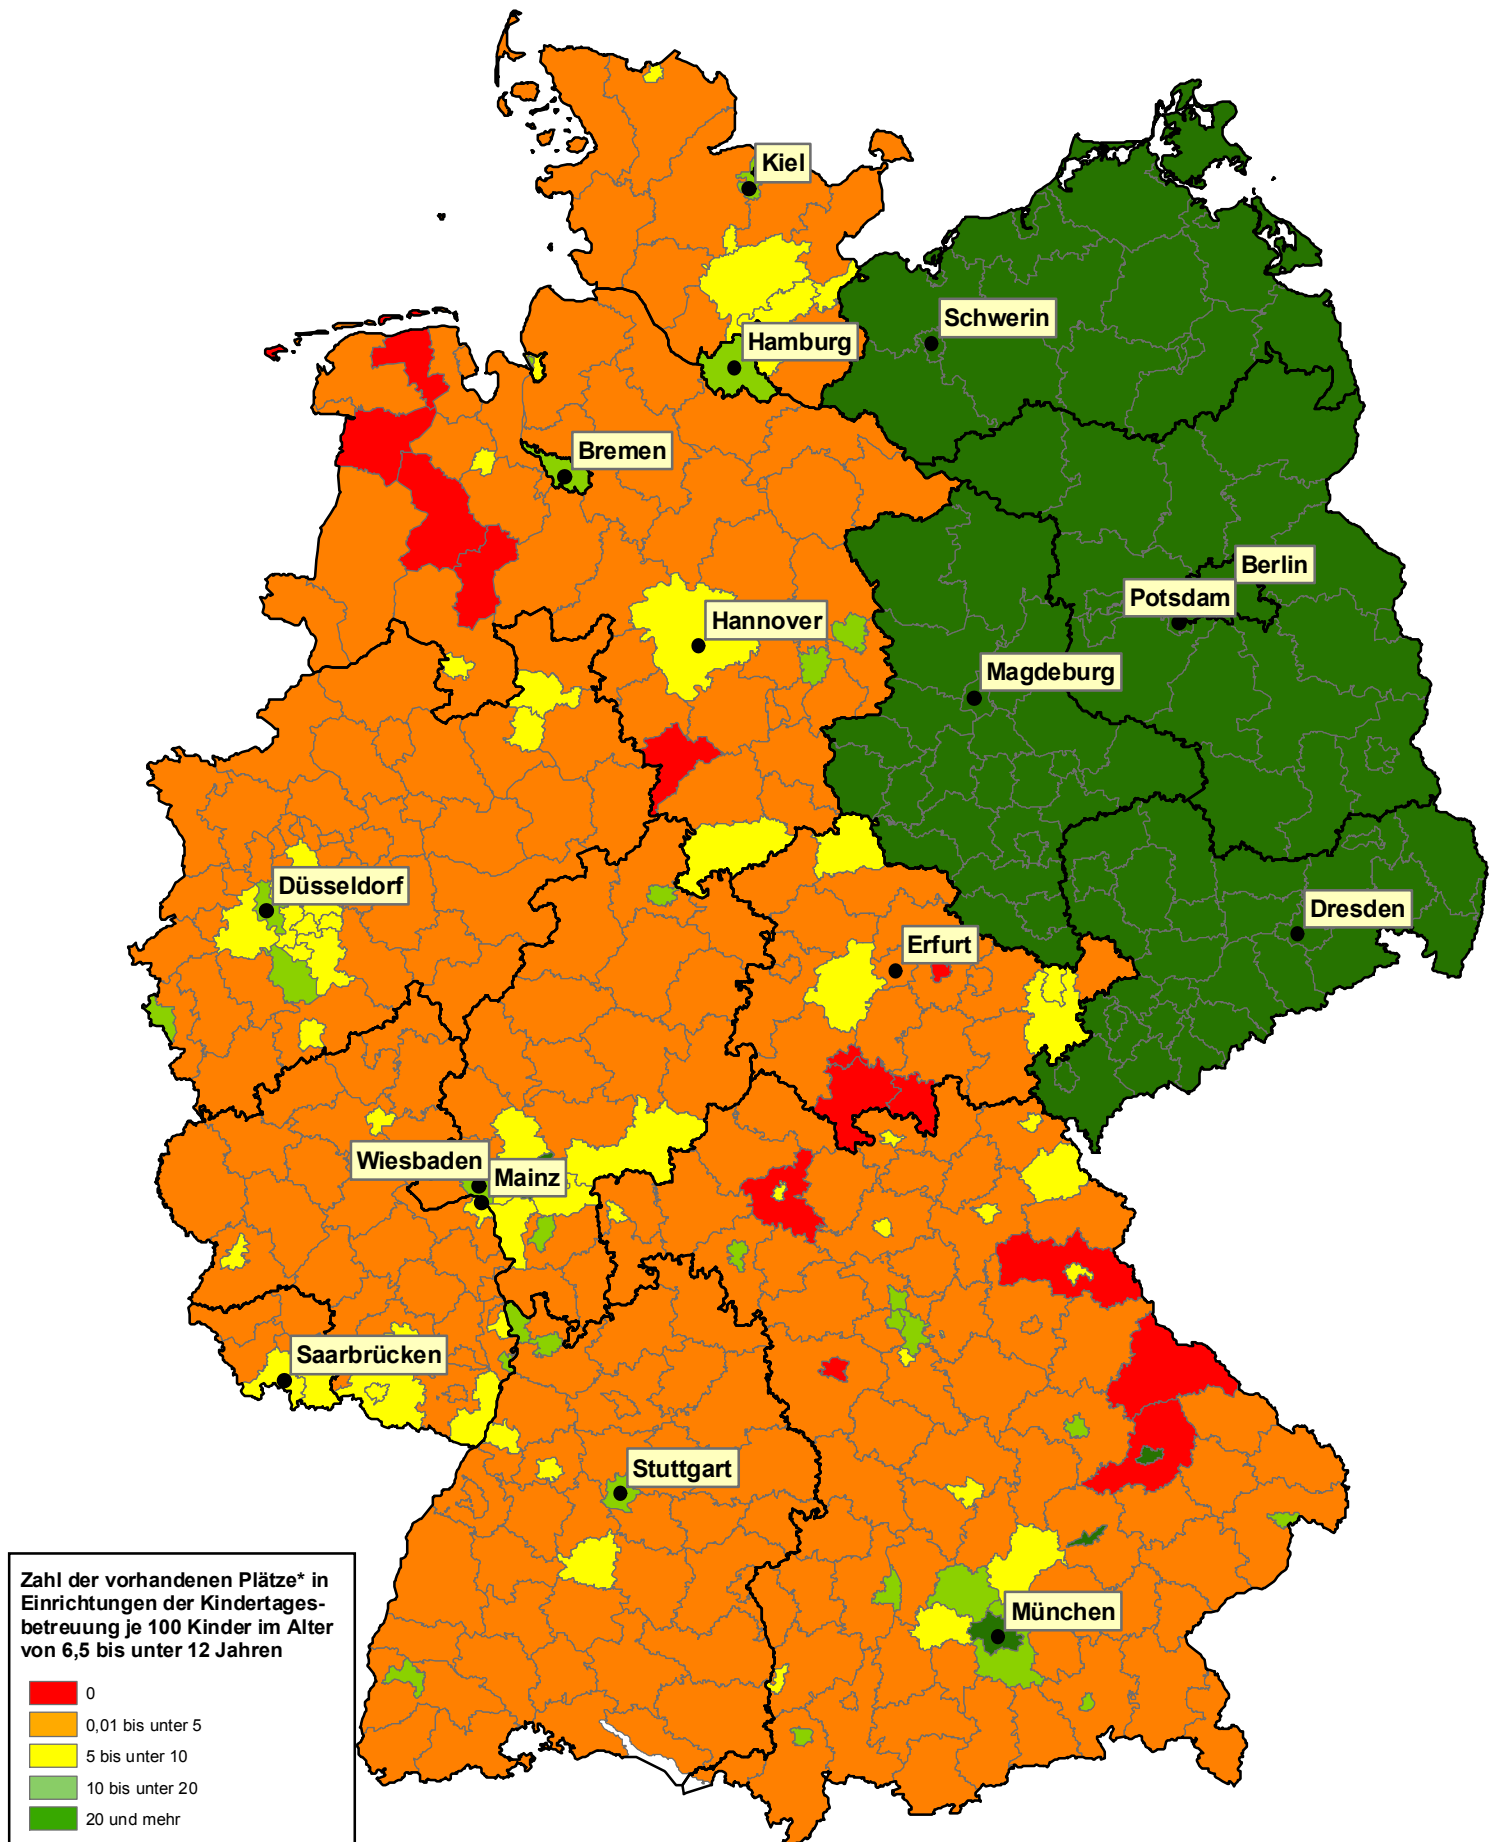 Kiel
Schwerin
Hamburg
Bremen
Berlin
Potsdam
Hannover
Magdeburg
Düsseldorf
Dresden
Erfurt
Wiesbaden
Mainz
Saarbrücken
Stuttgart
München
Zahl der vorhandenen Plätze* in
Einrichtungen der Kindertages-
betreuung je 100 Kinder im Alter
von 6,5 bis unter 12 Jahren
0
0,01 bis unter 5
5 bis unter 10
10 bis unter 20
20 und mehr